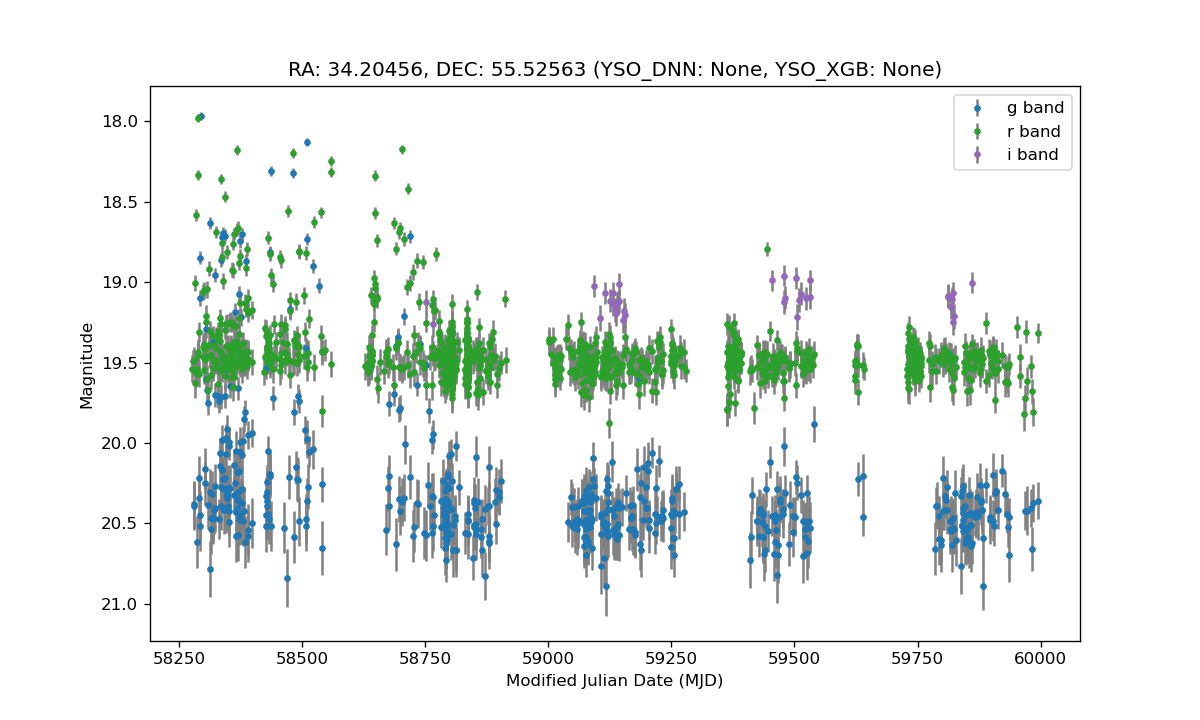 RA: 34.20456, DEC: 55.52563 (YSO_DNN: None, YSO_XGB: None)
g band
r band
i band
18.0
18.5
19.0
19.5
20.0
20.5
21.0
Magnitude
58250 58500 58750 59000 59250 59500 59750 60000
Modified Julian Date (MJD)